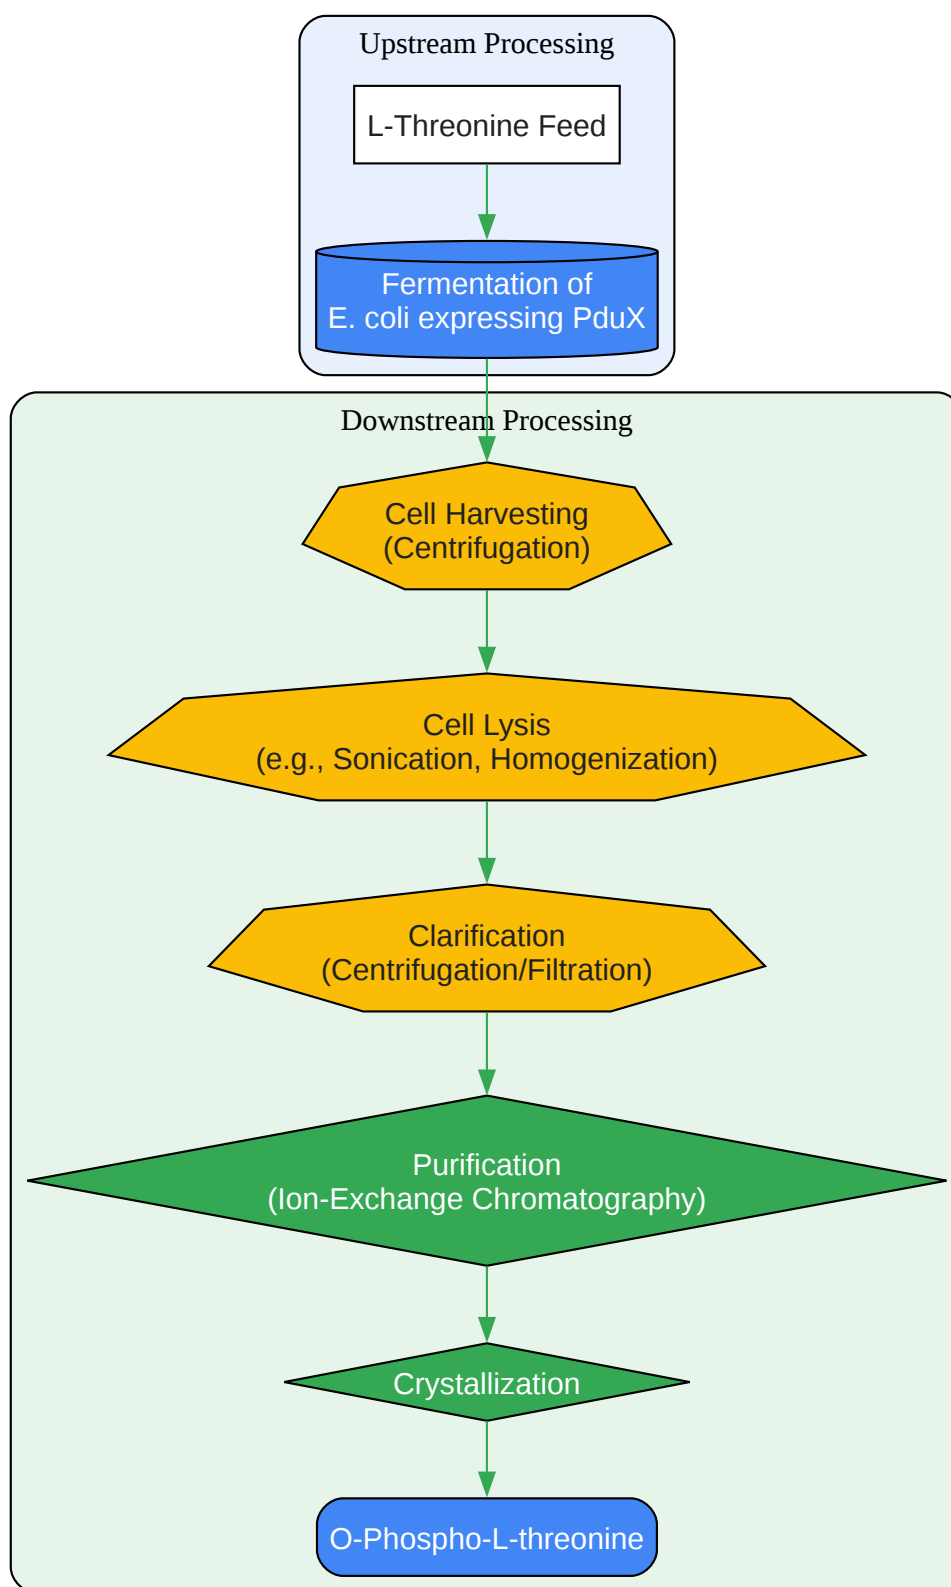 Upstream Processing
L-Threonine Feed
Fermentation of
E. coli expressing PduX
Downstream Processing
Cell Harvesting
(Centrifugation)
Cell Lysis
(e.g., Sonication, Homogenization)
Clarification
(Centrifugation/Filtration)
Purification
(Ion-Exchange Chromatography)
Crystallization
O-Phospho-L-threonine